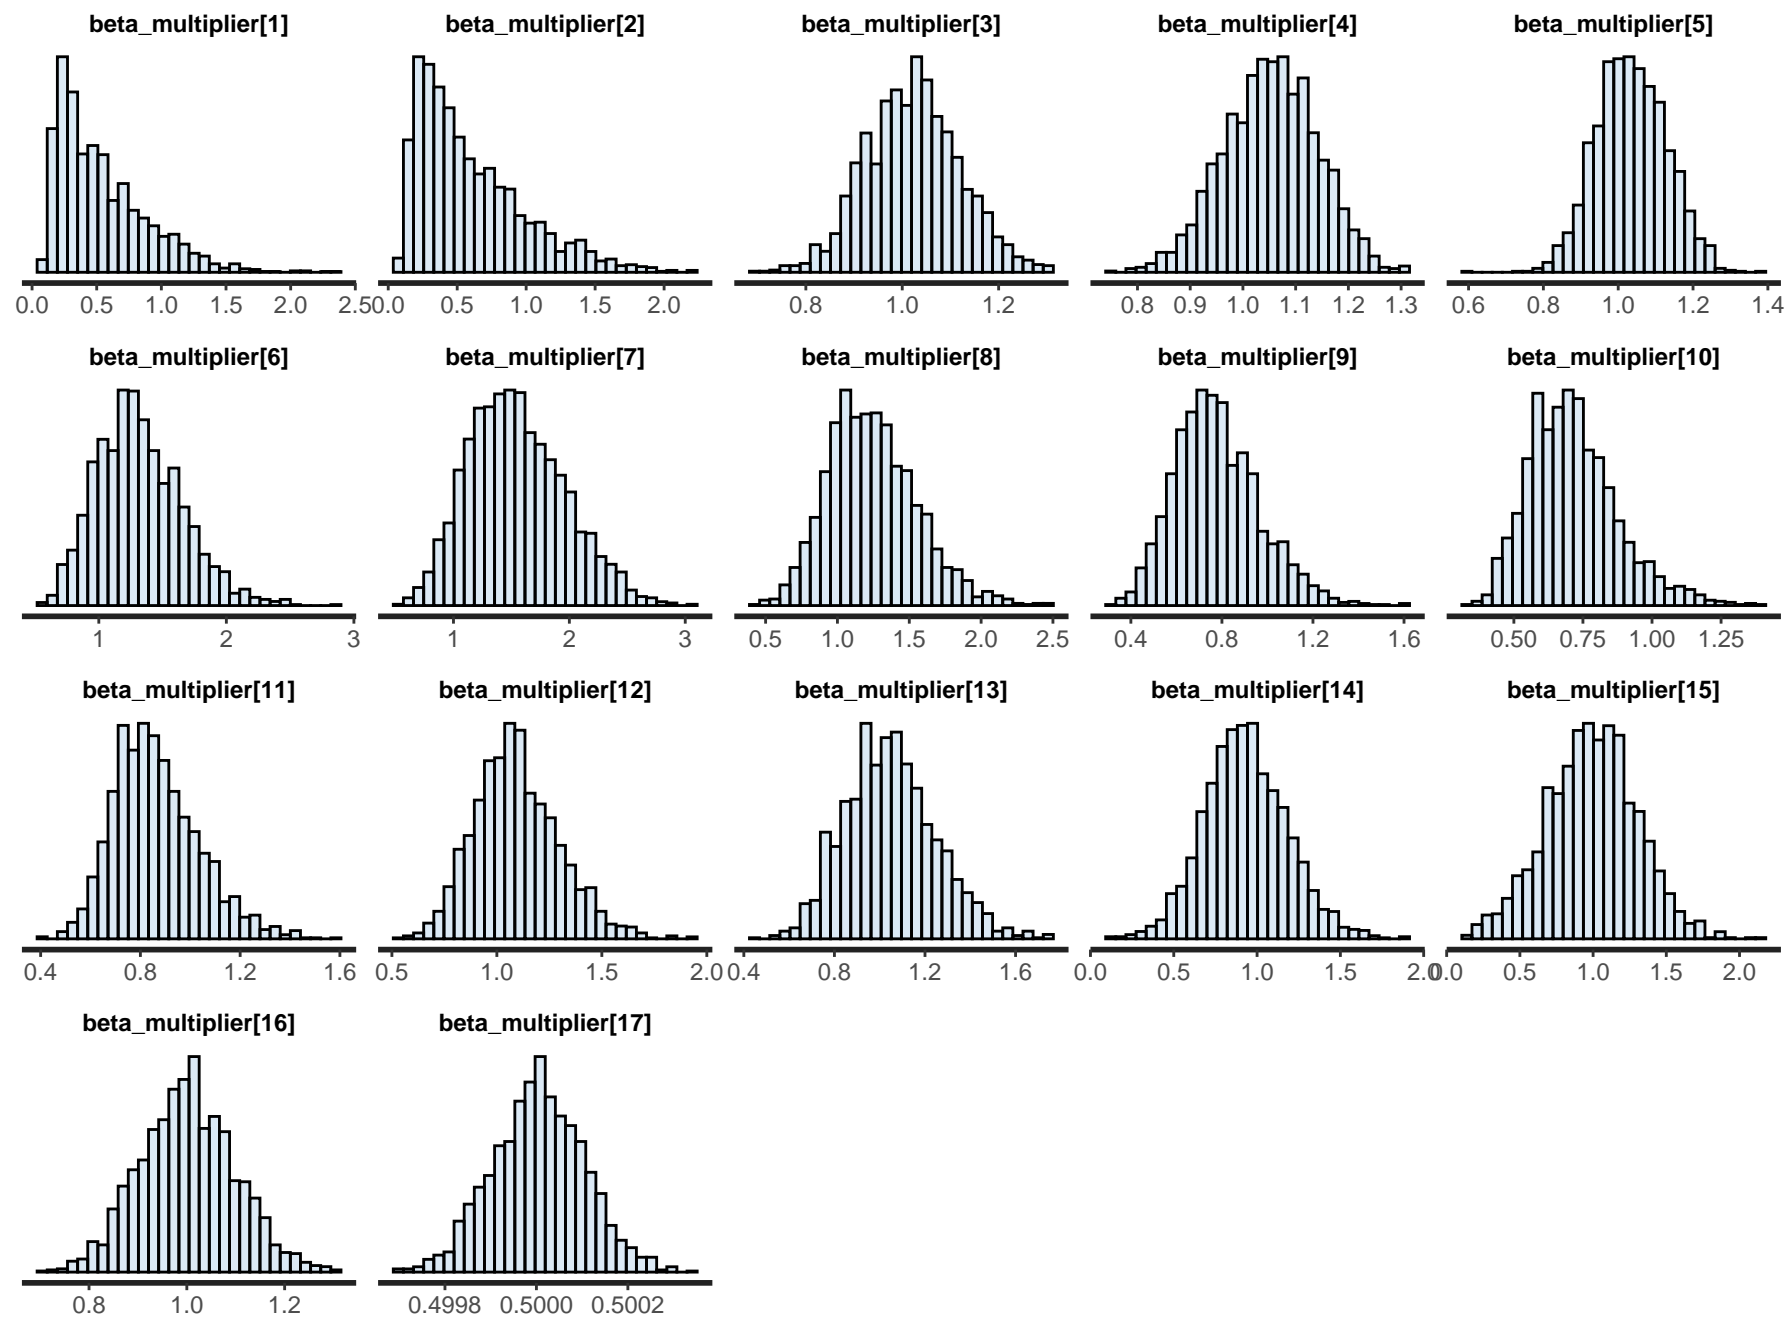 beta_multiplier[1] beta_multiplier[2] beta_multiplier[3] beta_multiplier[4] beta_multiplier[5]
0.0 0.5 1.0 1.5 2.0 2.5 0.0 0.5 1.0 1.5 2.0 0.8 1.0 1.2 0.8 0.9 1.0 1.1 1.2 1.3 0.6 0.8 1.0 1.2 1.4
beta_multiplier[6] beta_multiplier[7] beta_multiplier[8] beta_multiplier[9] beta_multiplier[10]
1 2 3 1 2 3 0.5 1.0 1.5 2.0 2.5 0.4 0.8 1.2 1.6 0.50 0.75 1.00 1.25
beta_multiplier[11] beta_multiplier[12] beta_multiplier[13] beta_multiplier[14] beta_multiplier[15]
0.4 0.8 1.2 1.6 0.5 1.0 1.5 2.0 0.4 0.8 1.2 1.6 0.0 0.5 1.0 1.5 2.0 0.0 0.5 1.0 1.5 2.0
beta_multiplier[16] beta_multiplier[17]
0.8 1.0 1.2 0.4998 0.5000 0.5002